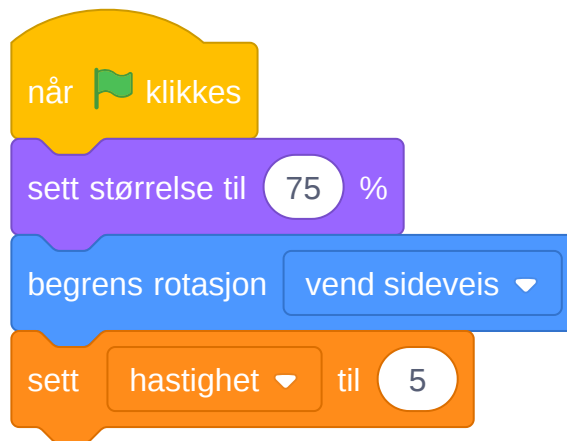 når klikkes
sett størrelse til 75 %
begrens rotasjon vend sideveis
sett hastighet til 5